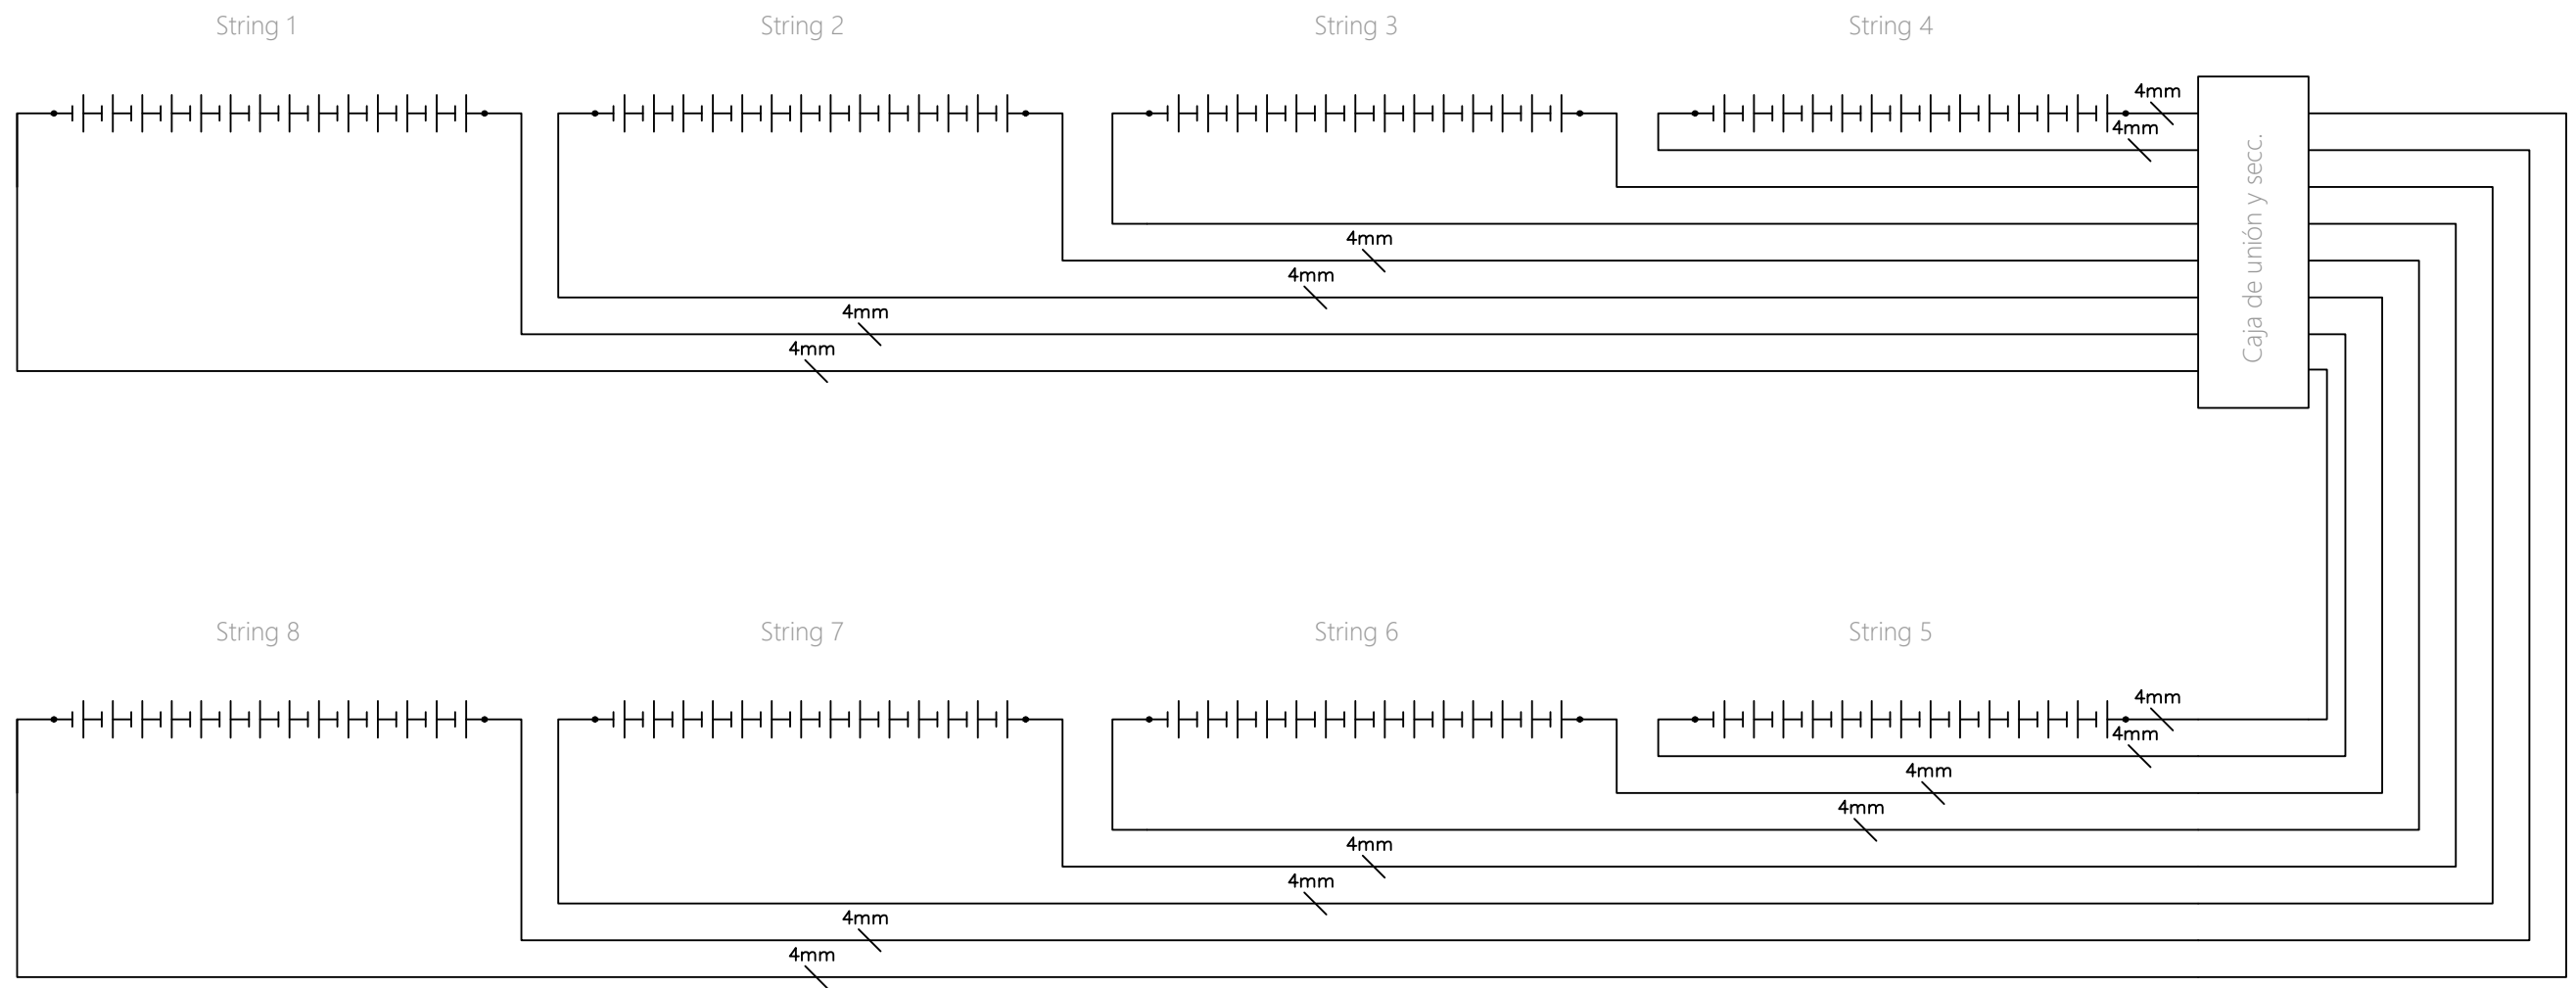 String 1
String 2
String 3
String 4
4mm
4mm
4mm
4mm
4mm
4mm
Caja de unión y secc.
String 8
String 7
String 6
String 5
4mm
4mm
4mm
4mm
4mm
4mm
4mm
4mm